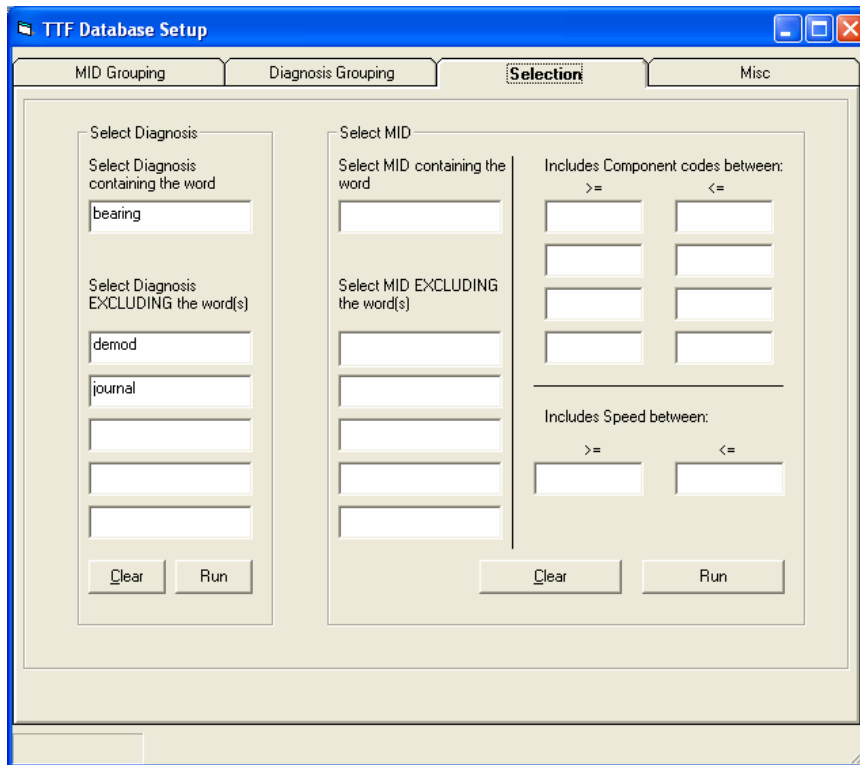 TTF Database Setup
MID Grouping
Diagnosis Grouping
Selection
Misc
Select Diagnosis
Select Diagnosis
containing the word
bearing
Select Diagnosis
EXCLUDING the word(s)
demod
journal
Clear
Run
Select MID
Select MID containing the
word
Select MID EXCLUDING
the word(s)
Includes Component codes between:
>=
<=
Includes Speed between:
>=
<=
Clear
Run